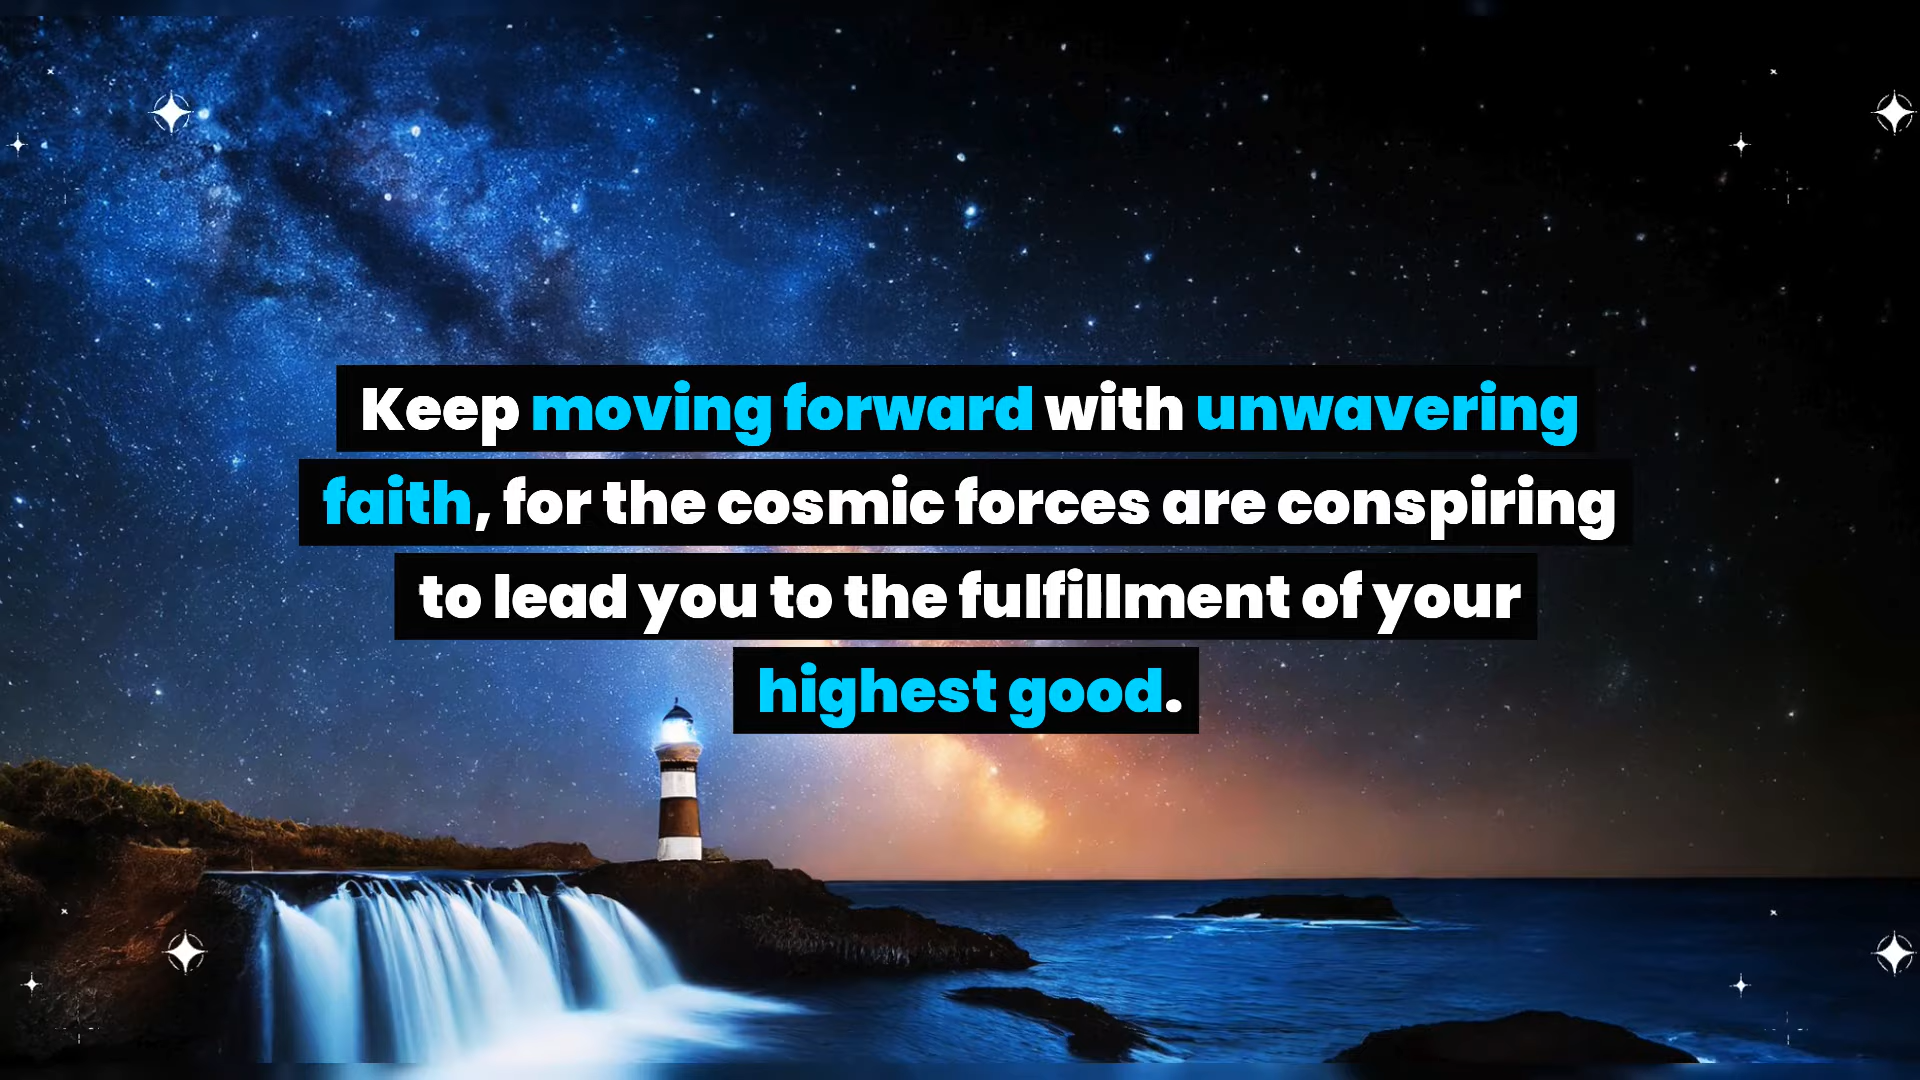 Keep moving forward with unwavering
faith, for the cosmic forces are conspiring
to lead you to the fulfillment of your
highest good.